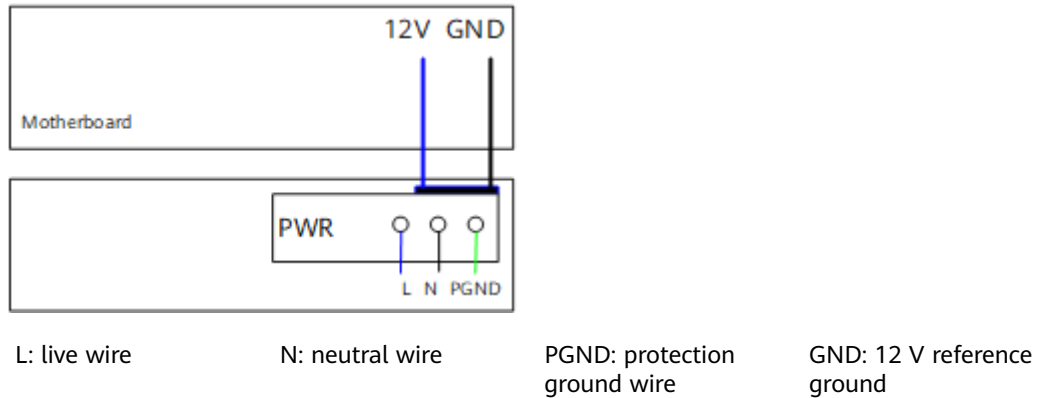 12V GND
Motherboard
PWR
L N PGND
L: live wire
N: neutral wire
PGND: protection
ground wire
GND: 12 V reference
ground